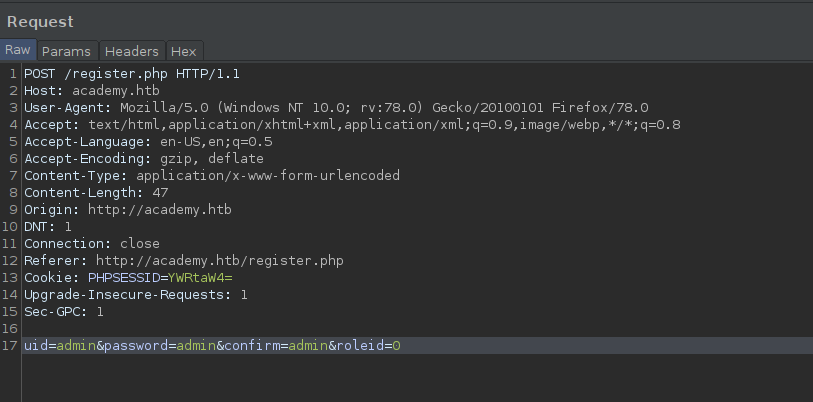 Request
Raw Params Headers Hex
1 POST /register.php HTTP/1.1
2 Host: academy.htb
3 User-Agent: Mozilla/5.0 (Windows NT 10.0; rv:78.0) Gecko/20100101 Firefox/78.0
4 Accept: text/html,application/xhtml+xml,application/xml;q=0.9,image/webp,*/*;q=0.8
5 Accept-Language: en-US,en;q=0.5
6 Accept-Encoding: gzip, deflate
7 Content-Type: application/x-www-form-urlencoded
8 Content-Length: 47
9 Origin: http://academy.htb
10 DNT: 1
11 Connection: close
12 Referer: http://academy.htb/register.php
13 Cookie: PHPSESSID=YWRtaW4=
14 Upgrade-Insecure-Requests: 1
15 Sec-GPC: 1
16
17 uid=admin&password=admin&confirm=admin&roleid=0